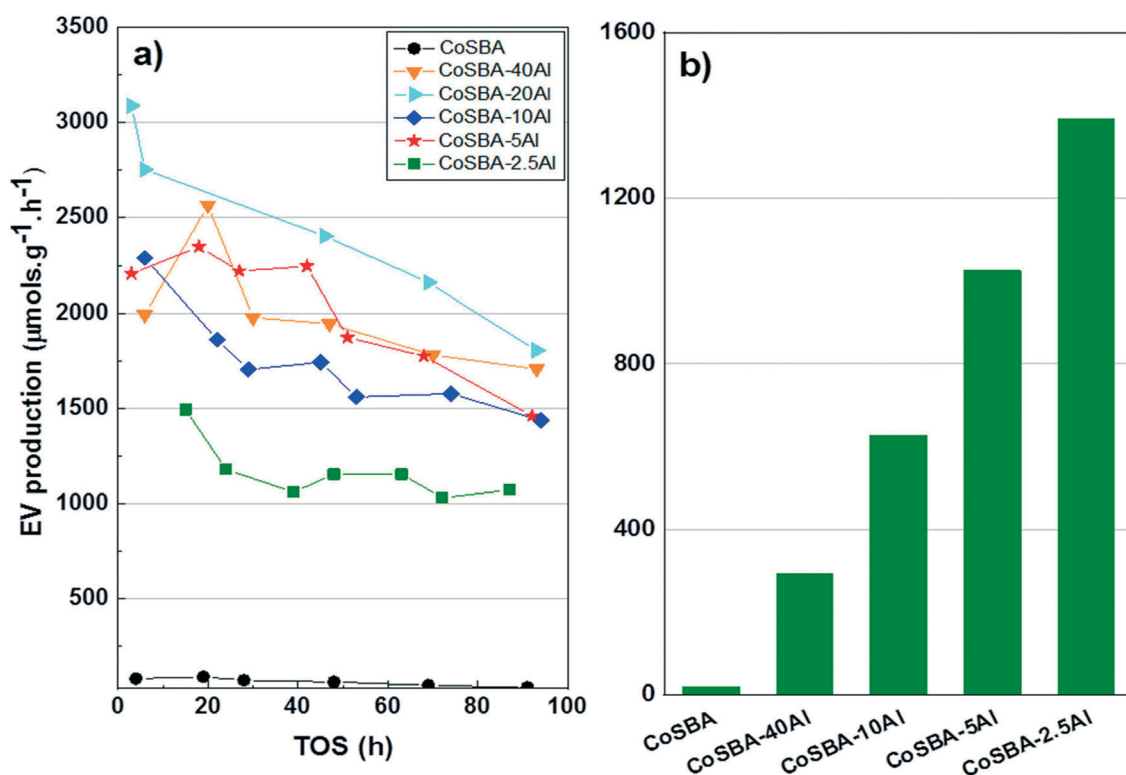 a)
CoSBA
CoSBA-40Al
CoSBA-20Al
CoSBA-10Al
CoSBA-5Al
CoSBA-2.5Al
EV production (µmols.g⁻¹.h⁻¹)
3500
3000
2500
2000
1500
1000
500
0 20 40 60 80 100
TOS (h)
b)
1600
1200
800
400
0
CoSBA
CoSBA-40Al
CoSBA-10Al
CoSBA-5Al
CoSBA-2.5Al